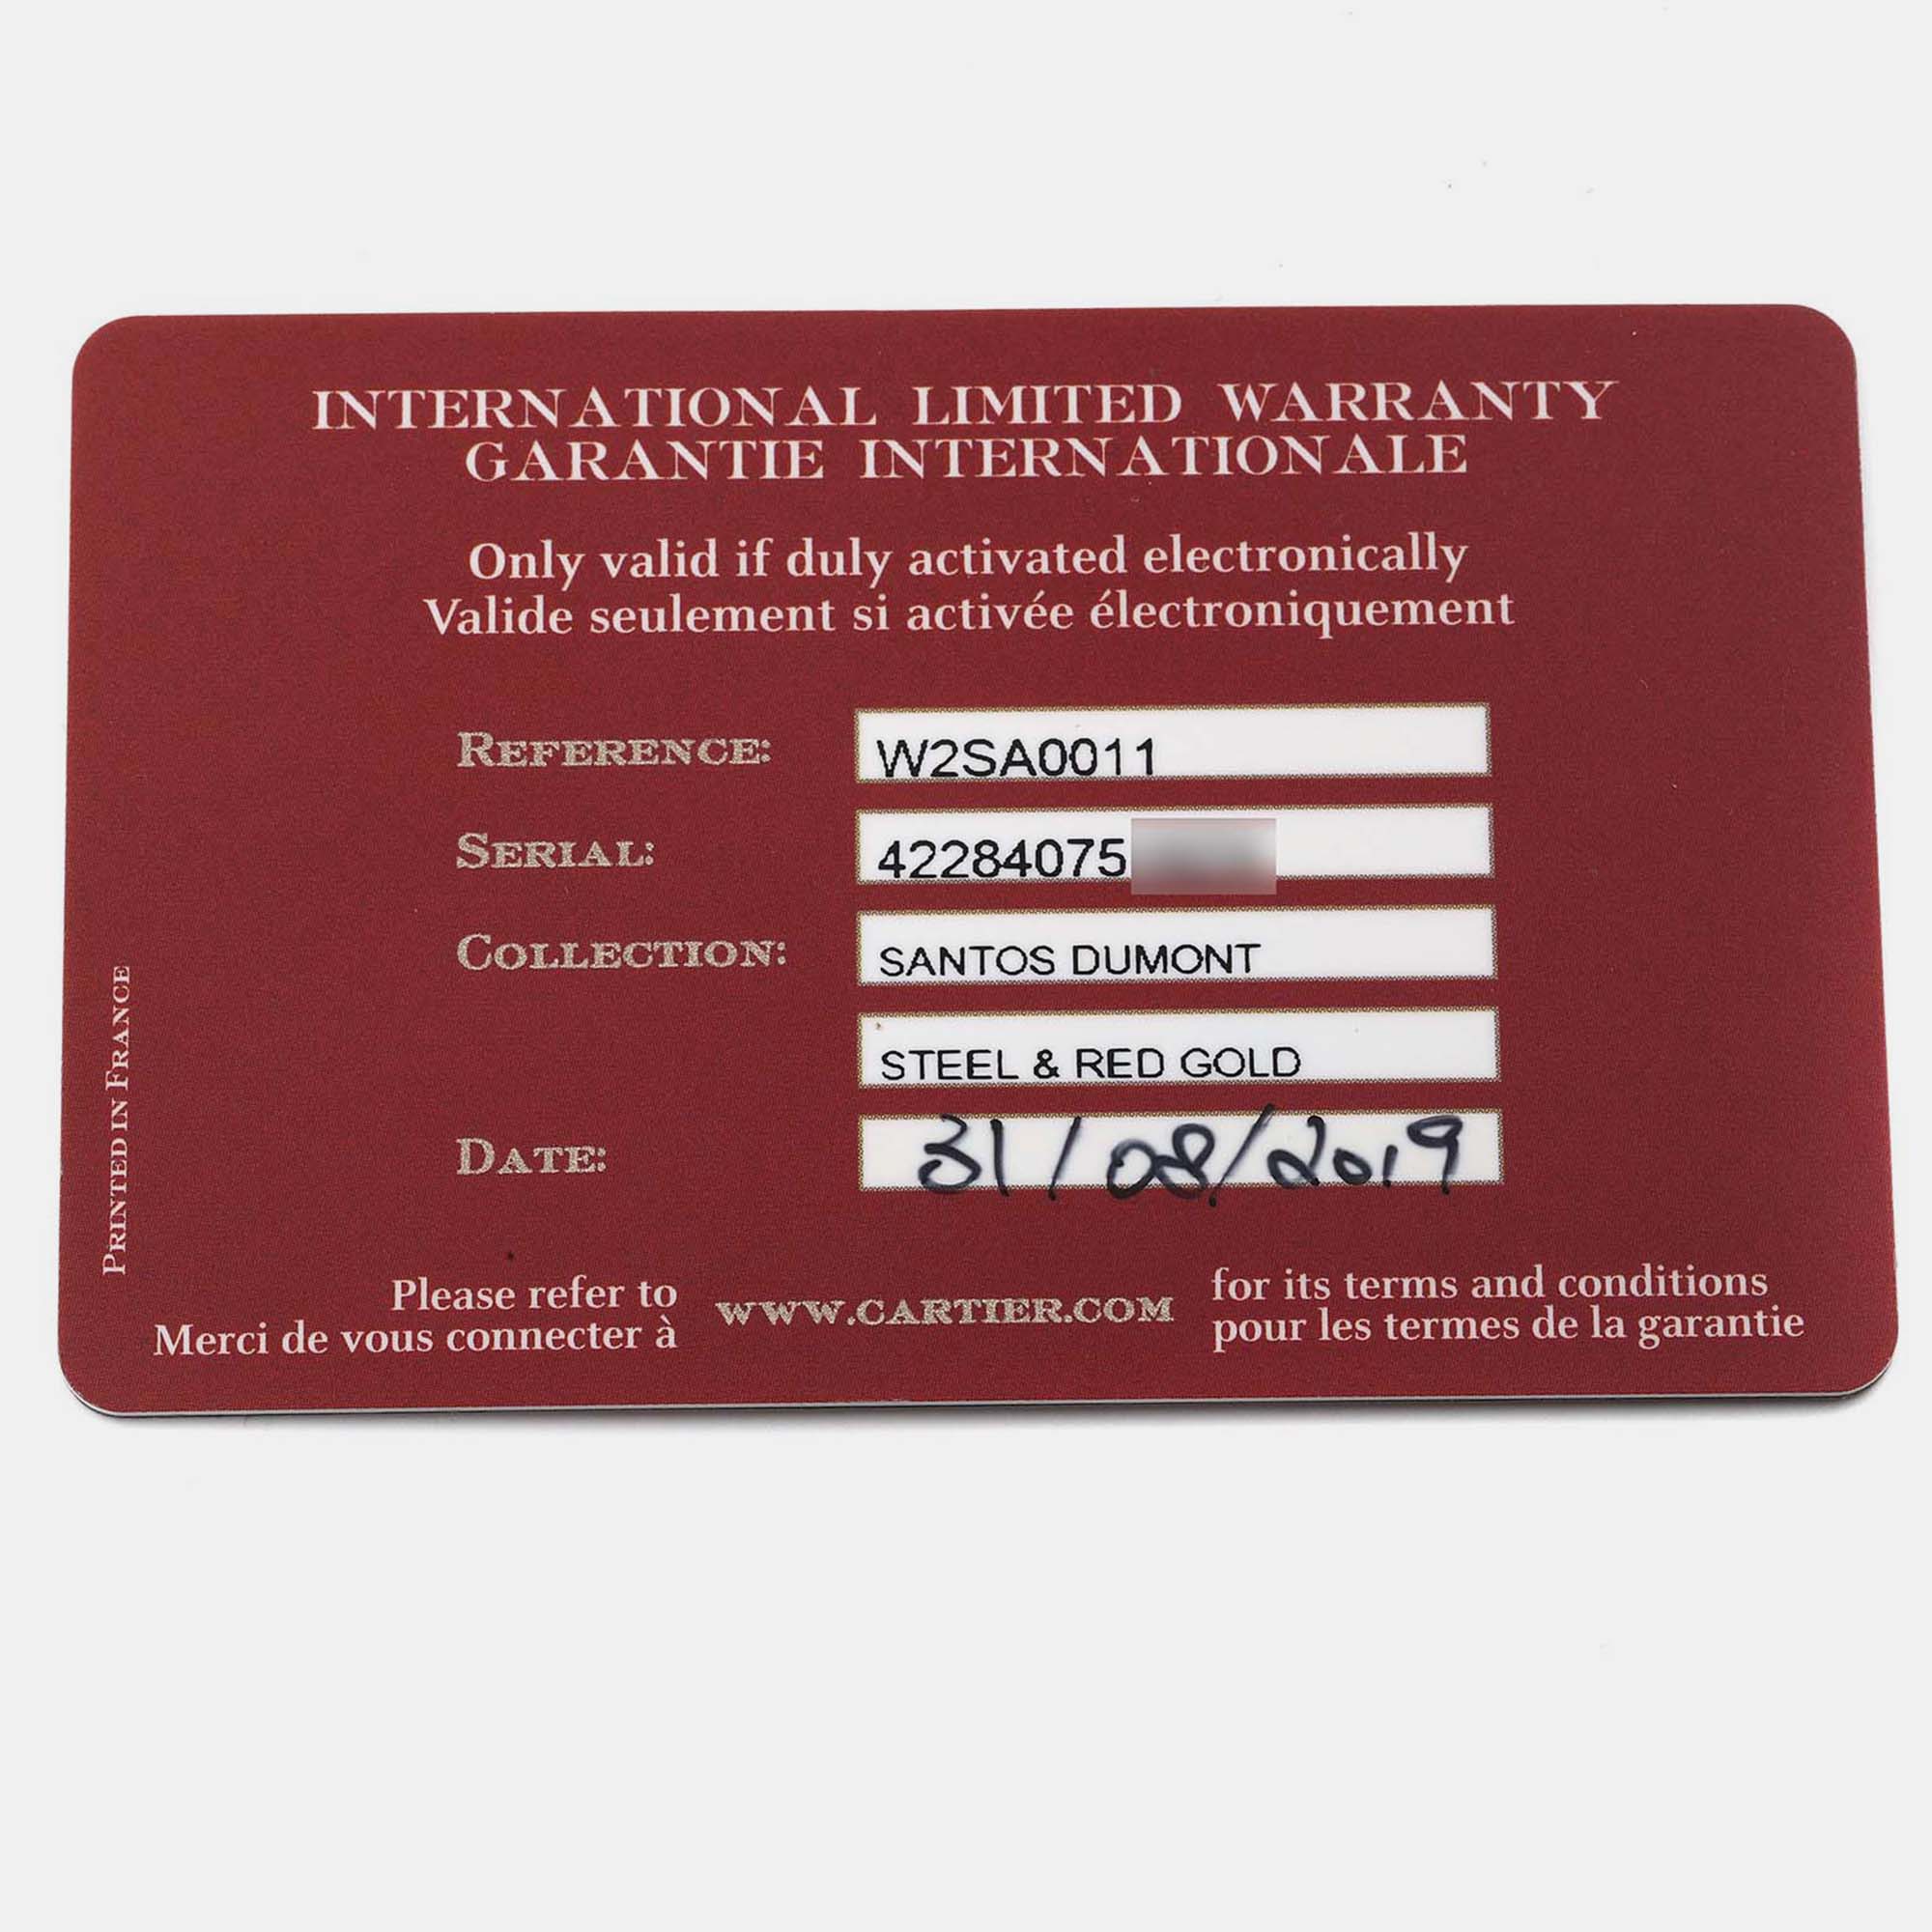 INTERNATIONAL LIMITED WARRANTY
GARANTIE INTERNATIONALE
Only valid if duly activated electronically
Valide seulement si activée électroniquement
REFERENCE: W2SA0011
SERIAL: 42284075
COLLECTION: SANTOS DUMONT
STEEL & RED GOLD
DATE: 31/08/2019
PRINTED IN FRANCE
Please refer to
Merci de vous connecter à
WWW.CARTIER.COM
for its terms and conditions
pour les termes de la garantie